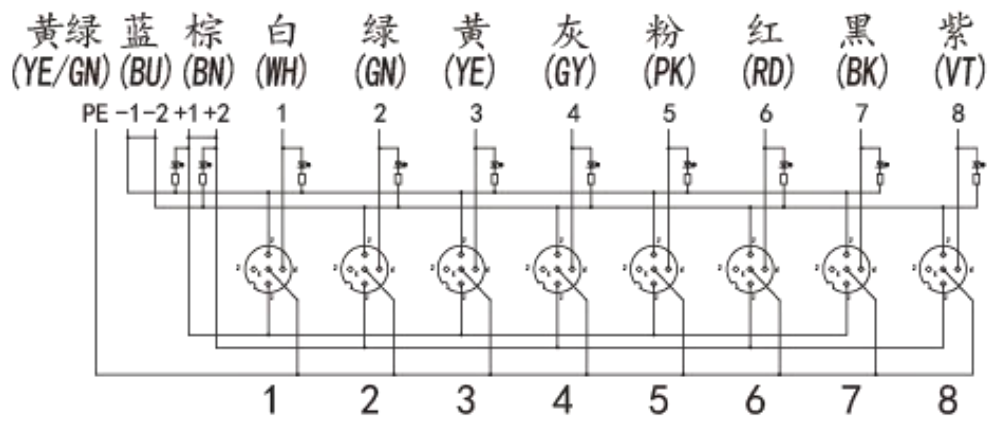 黄绿 蓝 棕 白 绿 黄 灰 粉 红 黑 紫
(YE/GN) (BU) (BN) (WH) (GN) (YE) (GY) (PK) (RD) (BK) (VT)
PE -1 -2 +1 +2 1 2 3 4 5 6 7 8
1 2 3 4 5 6 7 8